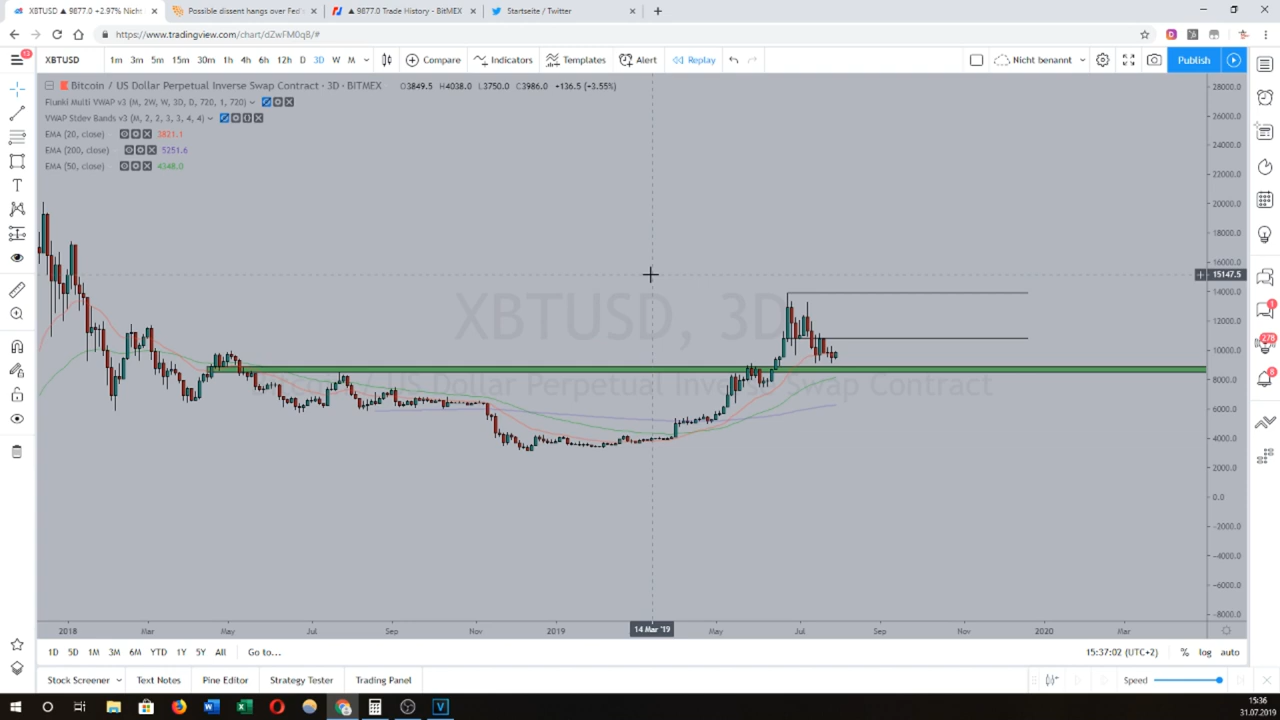 XBTUSD ▲ 9877.0 +2.97% Nich
Possible dissent hangs over Fed's
▲ 9877.0 Trade History - BitMEX
Startseite / Twitter
https://www.tradingview.com/chart/dZwFM0q8/#
13
XBTUSD
1m 3m 5m 15m 30m 1h 4h 6h 12h D 3D W M
Compare
Indicators
Templates
Alert
Replay
Nicht benannt
Publish
Bitcoin / US Dollar Perpetual Inverse Swap Contract · 3D · BITMEX O3849.5 H4038.0 L3750.0 C3986.0 +136.5 (+3.55%)
Flunki Multi VWAP v3 (M, 2W, W, 3D, D, 720, 1, 720)
VWAP Stdev Bands v3 (M, 2, 2, 3, 3, 4, 4)
EMA (20, close) 3821.1
EMA (200, close) 5251.6
EMA (50, close) 4348.0
28000.0
26000.0
24000.0
22000.0
20000.0
18000.0
16000.0
15147.5
14000.0
12000.0
10000.0
8000.0
6000.0
4000.0
2000.0
0.0
-2000.0
-4000.0
-6000.0
-8000.0
XBTUSD, 3D
Bitcoin / US Dollar Perpetual Inverse Swap Contract
1
278
8
2018 Mar May Jul Sep Nov 2019 14 Mar '19 May Jul Sep Nov 2020 Mar
1D 5D 1M 3M 6M YTD 1Y 5Y All Go to...
15:37:02 (UTC+2) % log auto
Stock Screener Text Notes Pine Editor Strategy Tester Trading Panel
Speed
15:36
31.07.2019